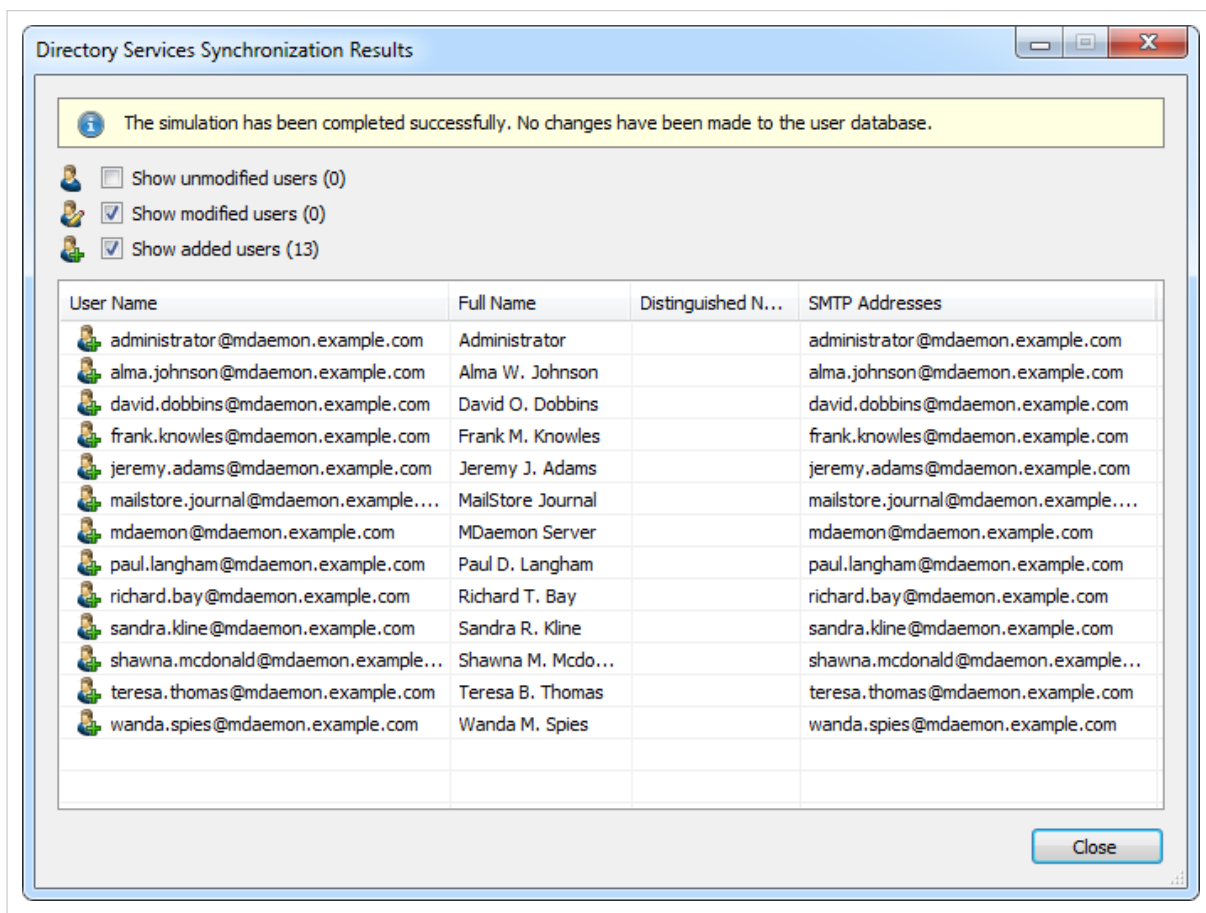 Directory Services Synchronization Results
The simulation has been completed successfully. No changes have been made to the user database.
Show unmodified users (0)
Show modified users (0)
Show added users (13)
User Name Full Name Distinguished N... SMTP Addresses
administrator@mdaemon.example.com Administrator administrator@mdaemon.example.com
alma.johnson@mdaemon.example.com Alma W. Johnson alma.johnson@mdaemon.example.com
david.dobbins@mdaemon.example.com David O. Dobbins david.dobbins@mdaemon.example.com
frank.knowles@mdaemon.example.com Frank M. Knowles frank.knowles@mdaemon.example.com
jeremy.adams@mdaemon.example.com Jeremy J. Adams jeremy.adams@mdaemon.example.com
mailstore.journal@mdaemon.example.... MailStore Journal mailstore.journal@mdaemon.example....
mdaemon@mdaemon.example.com MDaemon Server mdaemon@mdaemon.example.com
paul.langham@mdaemon.example.com Paul D. Langham paul.langham@mdaemon.example.com
richard.bay@mdaemon.example.com Richard T. Bay richard.bay@mdaemon.example.com
sandra.kline@mdaemon.example.com Sandra R. Kline sandra.kline@mdaemon.example.com
shawna.mcdonald@mdaemon.example... Shawna M. Mcdo... shawna.mcdonald@mdaemon.example...
teresa.thomas@mdaemon.example.com Teresa B. Thomas teresa.thomas@mdaemon.example.com
wanda.spies@mdaemon.example.com Wanda M. Spies wanda.spies@mdaemon.example.com
Close